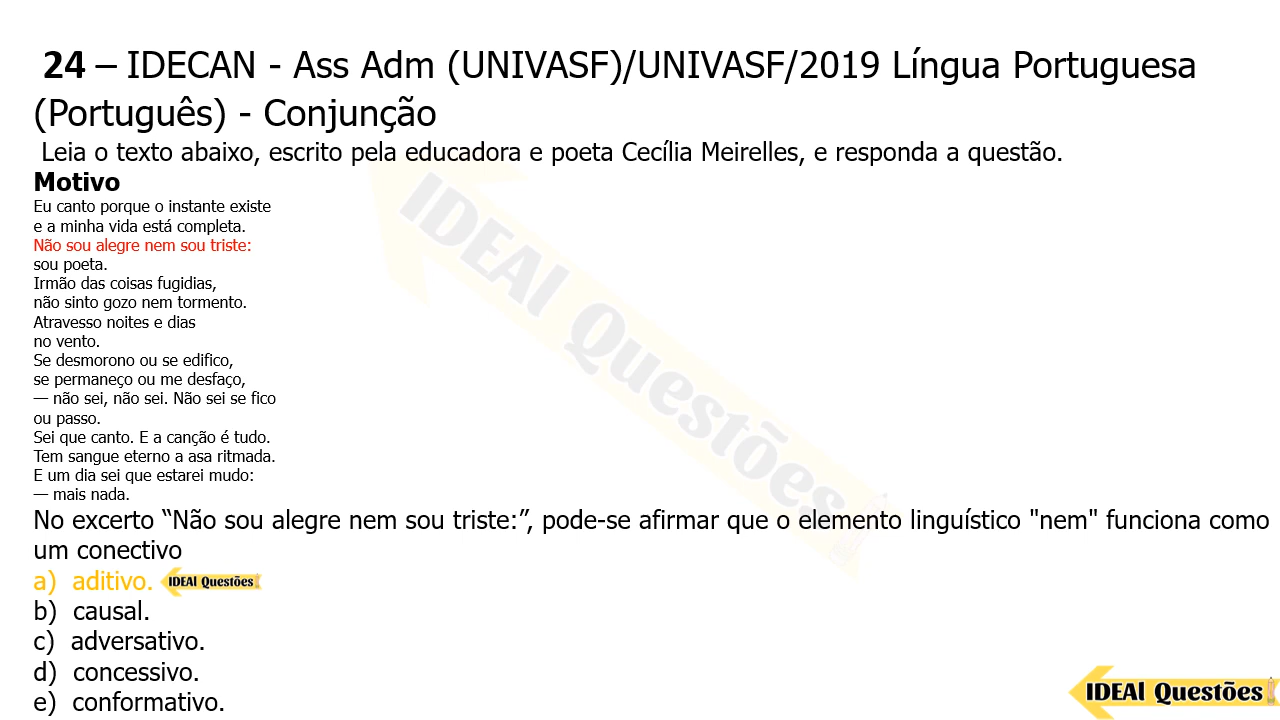 24 – IDECAN - Ass Adm (UNIVASF)/UNIVASF/2019 Língua Portuguesa
(Português) - Conjunção
Leia o texto abaixo, escrito pela educadora e poeta Cecília Meirelles, e responda a questão.
Motivo
Eu canto porque o instante existe
e a minha vida está completa.
Não sou alegre nem sou triste:
sou poeta.
Irmão das coisas fugidias,
não sinto gozo nem tormento.
Atravesso noites e dias
no vento.
Se desmorono ou se edifico,
se permaneço ou me desfaço,
— não sei, não sei. Não sei se fico
ou passo.
Sei que canto. E a canção é tudo.
Tem sangue eterno a asa ritmada.
E um dia sei que estarei mudo:
— mais nada.
IDEAl Questões
No excerto “Não sou alegre nem sou triste:”, pode-se afirmar que o elemento linguístico "nem" funciona como
um conectivo
a) aditivo. IDEAl Questões
b) causal.
c) adversativo.
d) concessivo.
e) conformativo.
IDEAl Questões